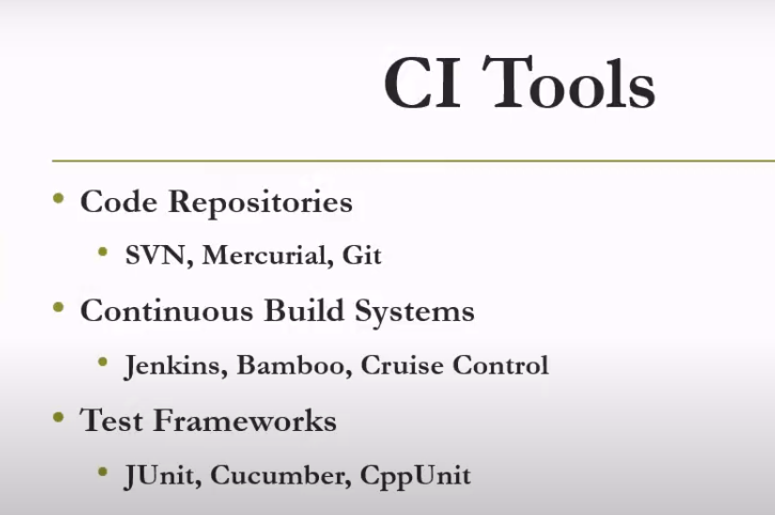 CI Tools
• Code Repositories
• SVN, Mercurial, Git
• Continuous Build Systems
• Jenkins, Bamboo, Cruise Control
• Test Frameworks
• JUnit, Cucumber, CppUnit